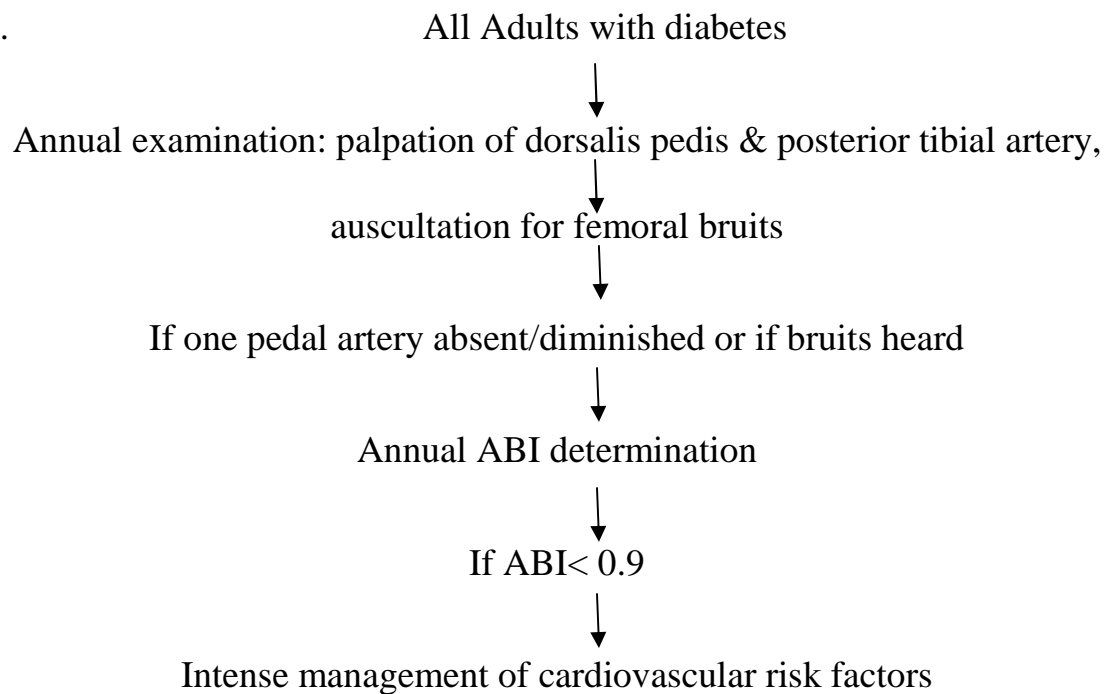 . All Adults with diabetes
Annual examination: palpation of dorsalis pedis & posterior tibial artery,
auscultation for femoral bruits
If one pedal artery absent/diminished or if bruits heard
Annual ABI determination
If ABI< 0.9
Intense management of cardiovascular risk factors